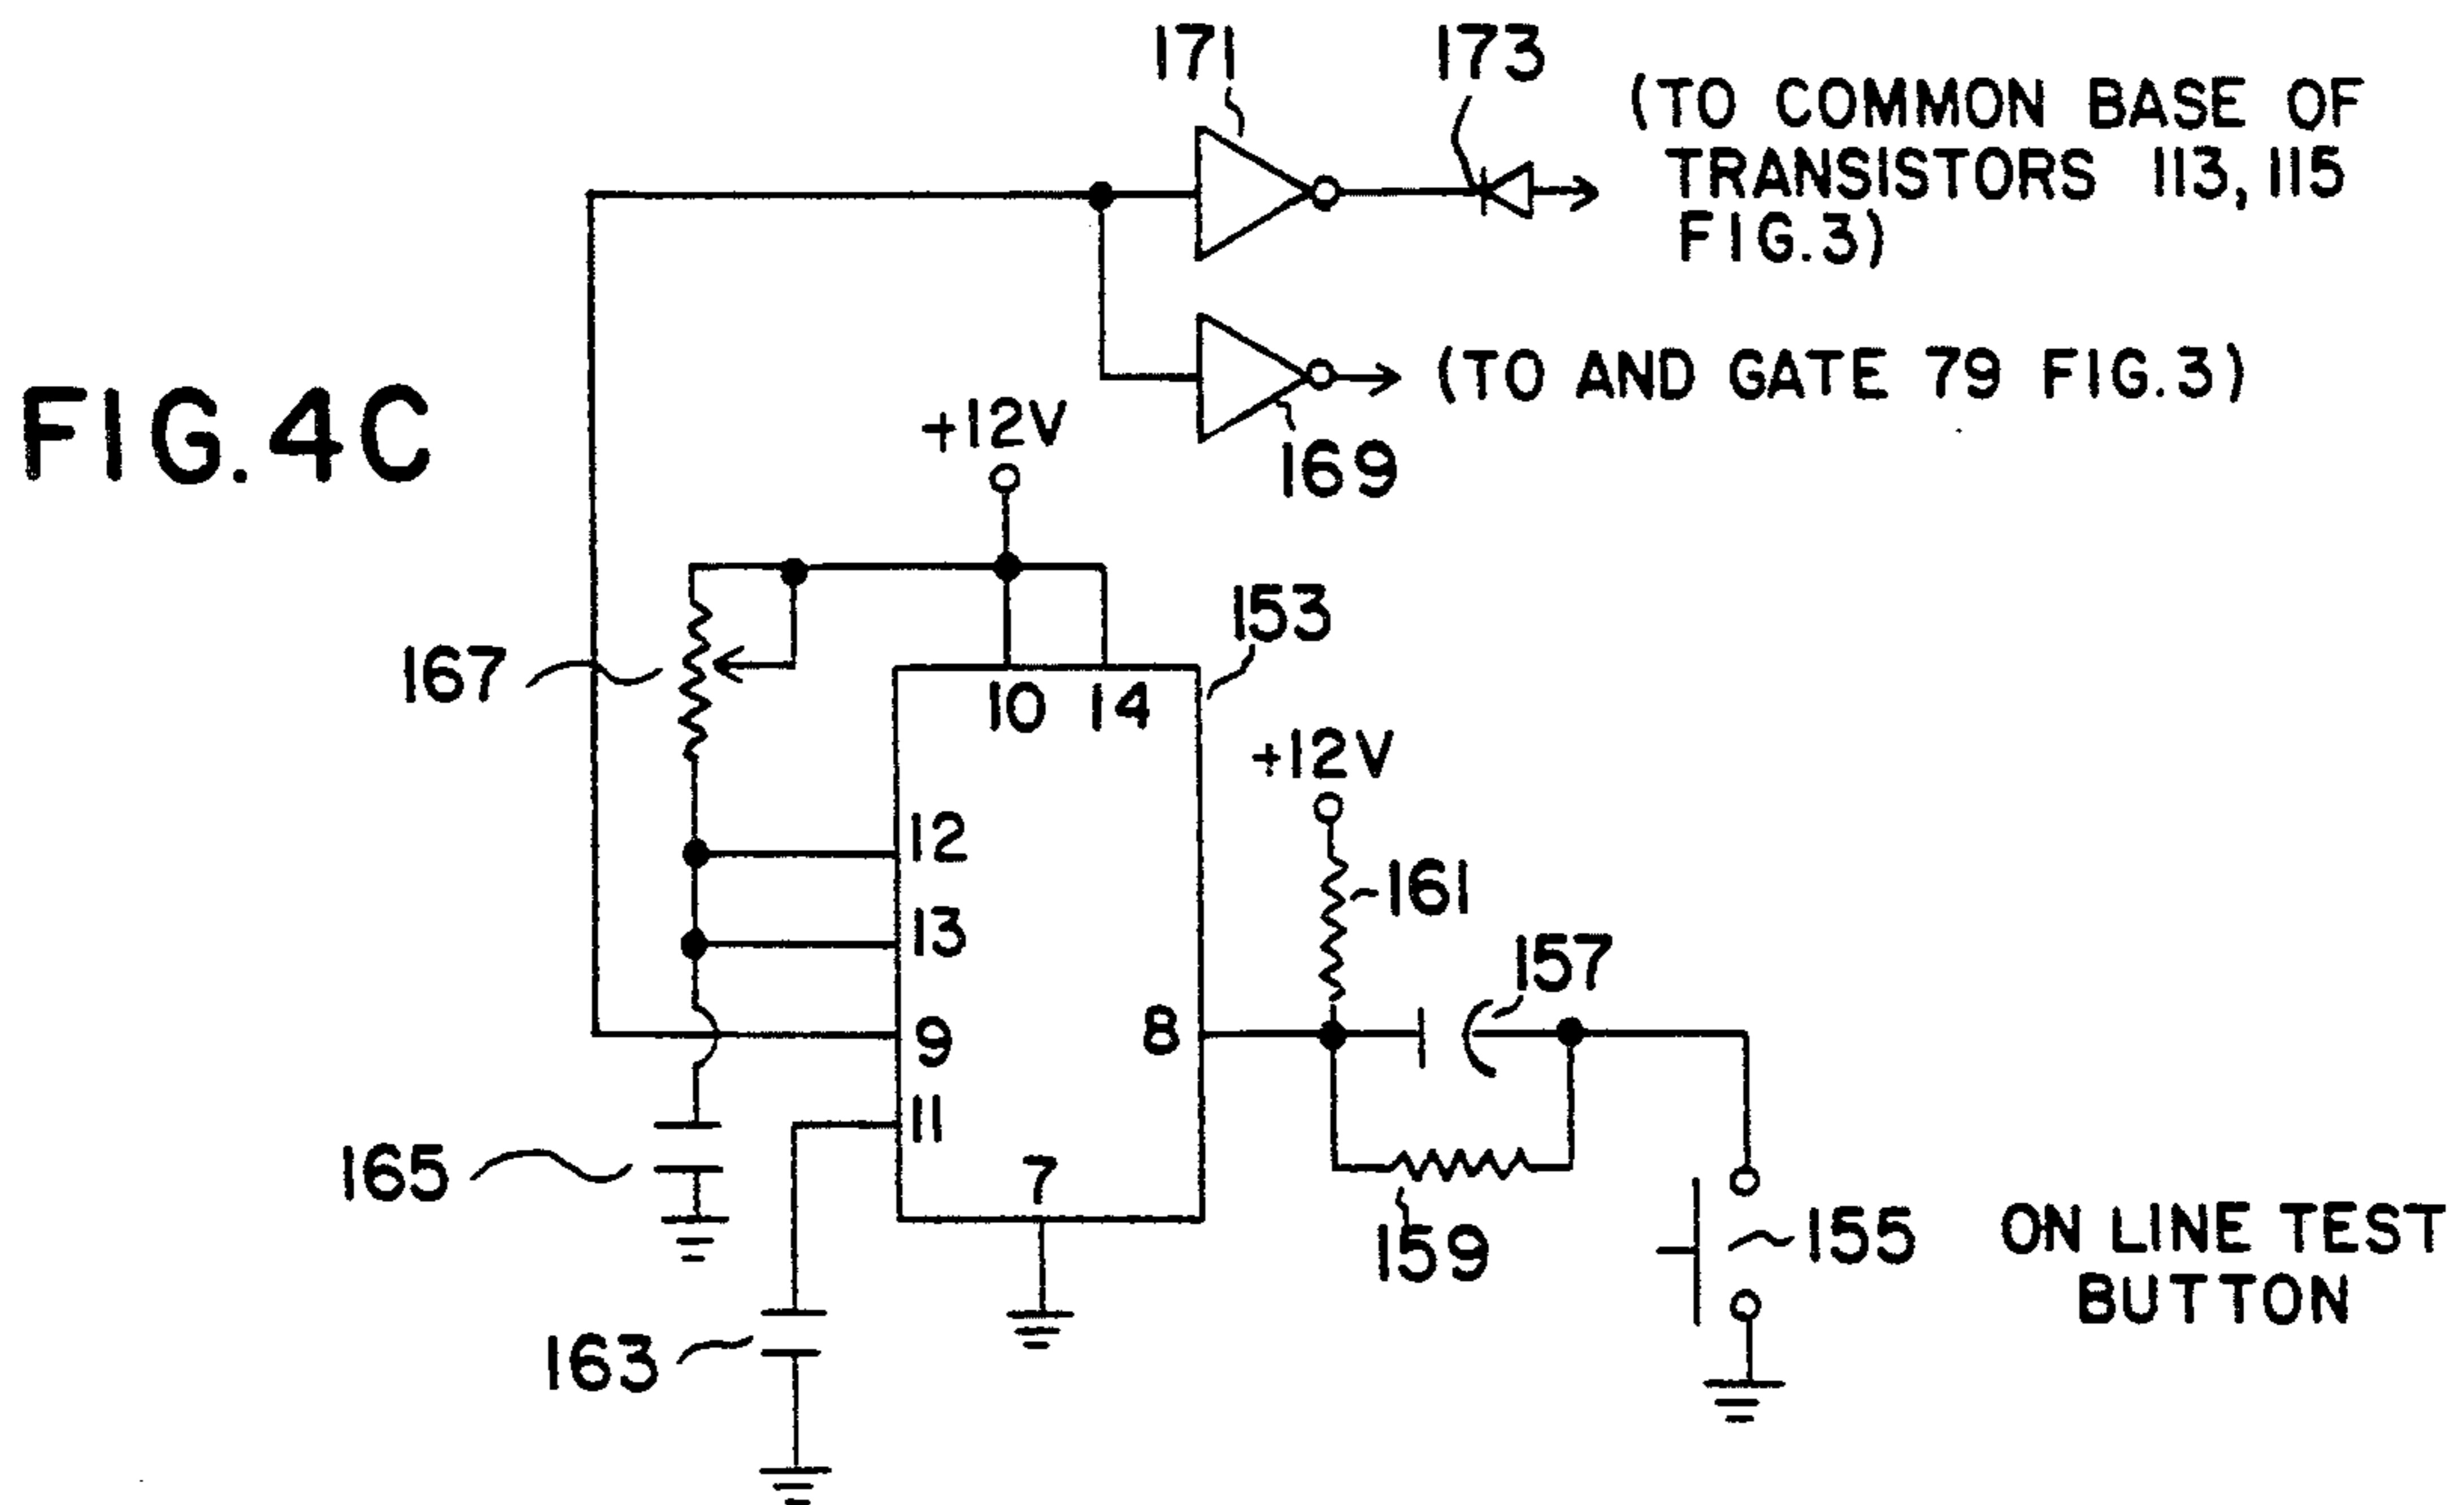 171
173
(TO COMMON BASE OF
TRANSISTORS 113, 115
FIG.3)
FIG.4C
(TO AND GATE 79 FIG.3)
169
+12V
153
167
10 14
+12V
12
161
13
157
9
8
11
165
7
159
155
ON LINE TEST
BUTTON
163